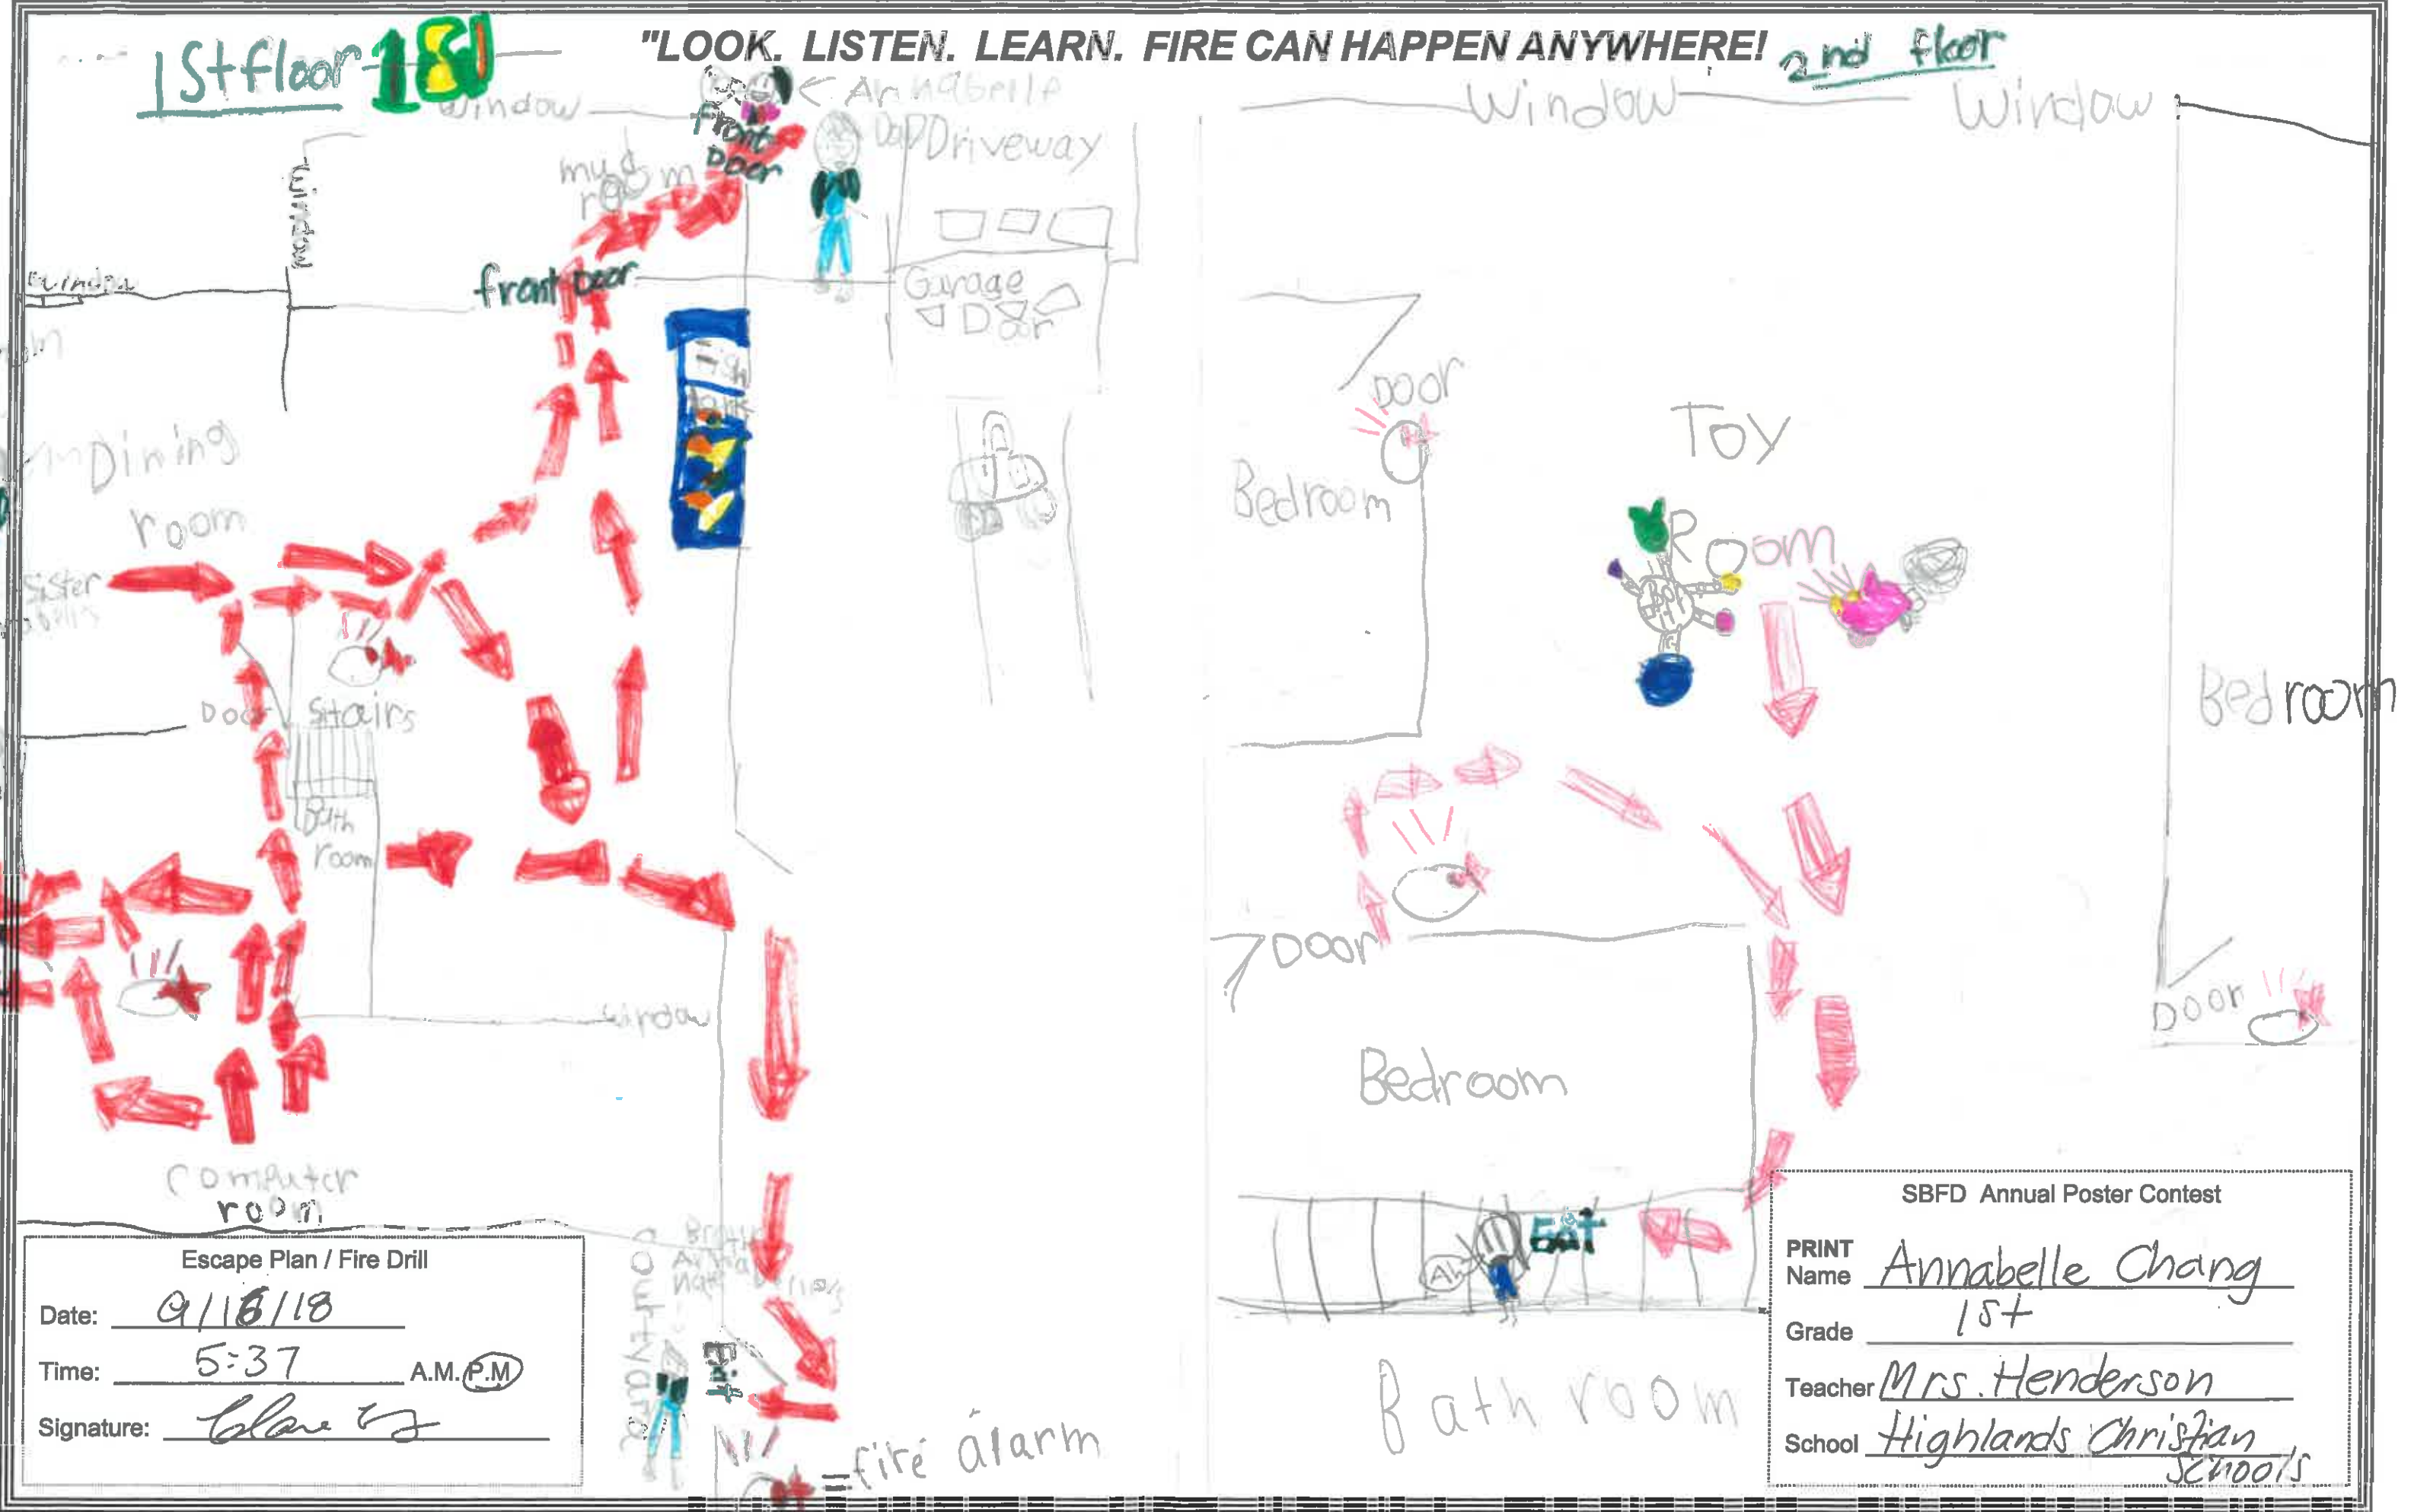 "LOOK. LISTEN. LEARN. FIRE CAN HAPPEN ANYWHERE!
1St floor
2nd floor
Window
< Annabelle
front
Door
Dad
Driveway
mud
room
Window
Window
front Door
Garage
Door
Fish
Dining
room
Sister
Door
Stairs
Bath
room
Window
computer
room
Courtyard
Exit
= fire alarm
Window
Window
Door
Bedroom
Toy
Room
Bedroom
Door
Door
Bedroom
Exit
Bath room
Escape Plan / Fire Drill
Date: 9/16/18
Time: 5:37 A.M. P.M
Signature:
SBFD Annual Poster Contest
PRINT
Name Annabelle Chang
Grade 1st
Teacher Mrs. Henderson
School Highlands Christian
Schools